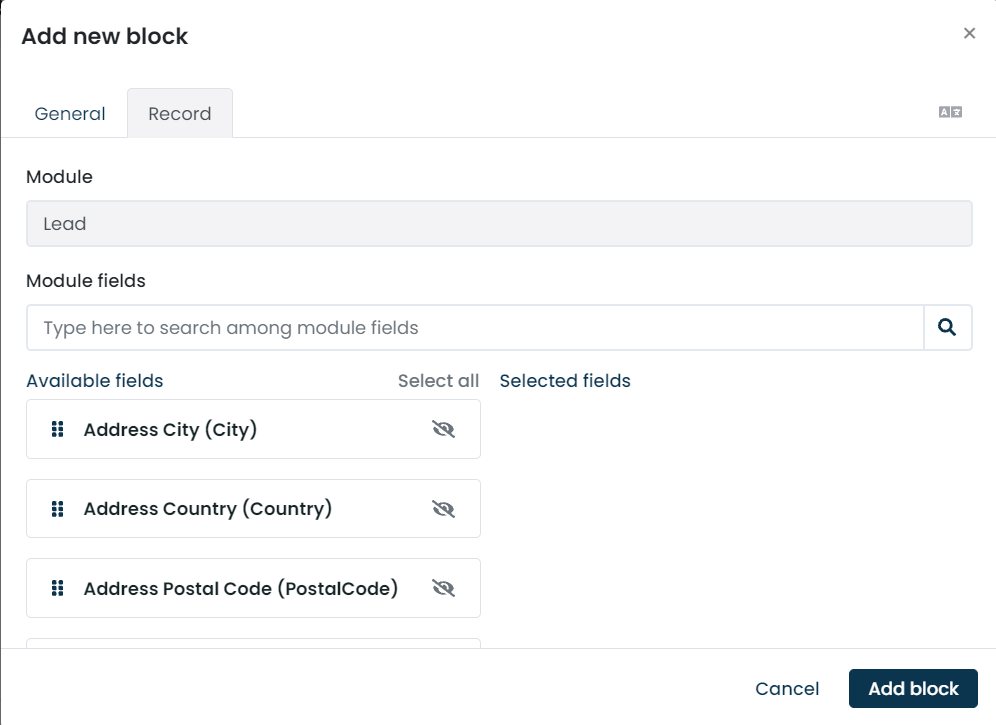 Add new block
General Record
Module
Lead
Module fields
Type here to search among module fields
Available fields Select all Selected fields
Address City (City)
Address Country (Country)
Address Postal Code (PostalCode)
Cancel Add block